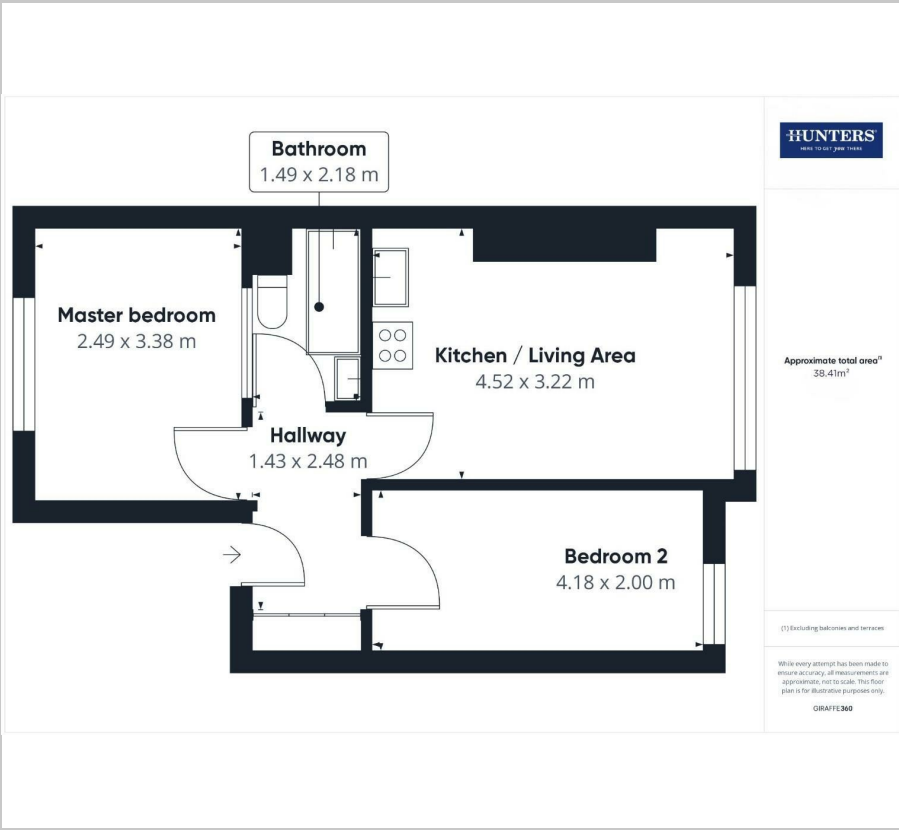 Bathroom
1.49 x 2.18 m
Master bedroom
2.49 x 3.38 m
Kitchen / Living Area
4.52 x 3.22 m
Hallway
1.43 x 2.48 m
Bedroom 2
4.18 x 2.00 m
HUNTERS®
HERE TO GET you THERE
Approximate total area⁽¹⁾
38.41m²
(1) Excluding balconies and terraces
While every attempt has been made to
ensure accuracy, all measurements are
approximate, not to scale. This floor
plan is for illustrative purposes only.
GIRAFFE360